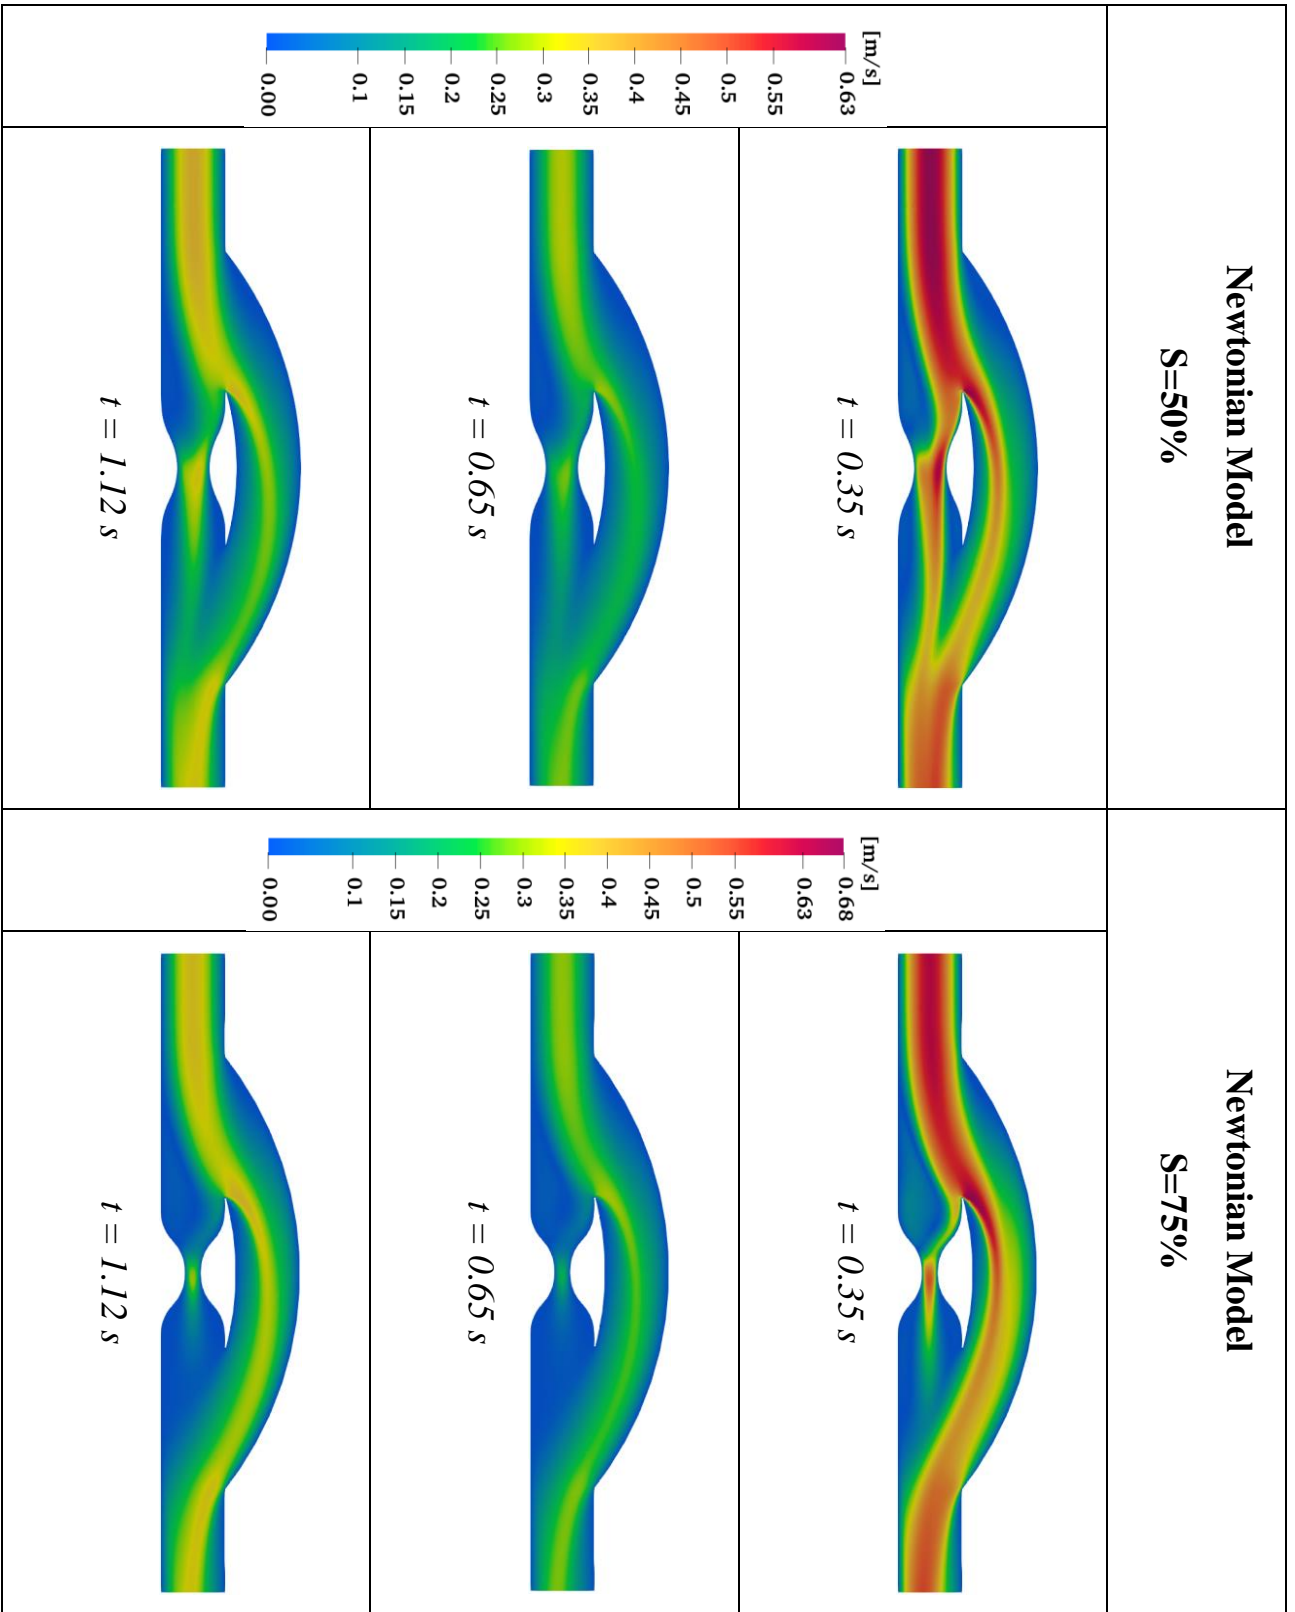 Newtonian Model
S=50%
[m/s]
0.00 0.1 0.15 0.2 0.25 0.3 0.35 0.4 0.45 0.5 0.55 0.63
t = 0.35 s
t = 0.65 s
t = 1.12 s
Newtonian Model
S=75%
[m/s]
0.00 0.1 0.15 0.2 0.25 0.3 0.35 0.4 0.45 0.5 0.55 0.63 0.68
t = 0.35 s
t = 0.65 s
t = 1.12 s